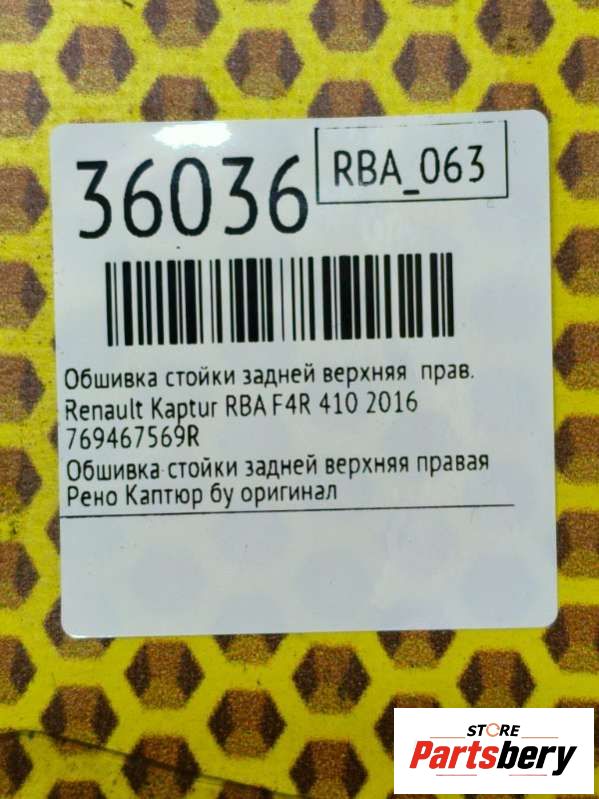 36036
RBA_063
Обшивка стойки задней верхняя прав.
Renault Kaptur RBA F4R 410 2016
769467569R
Обшивка стойки задней верхняя правая
Рено Каптюр бу оригинал
STORE
Partsbery